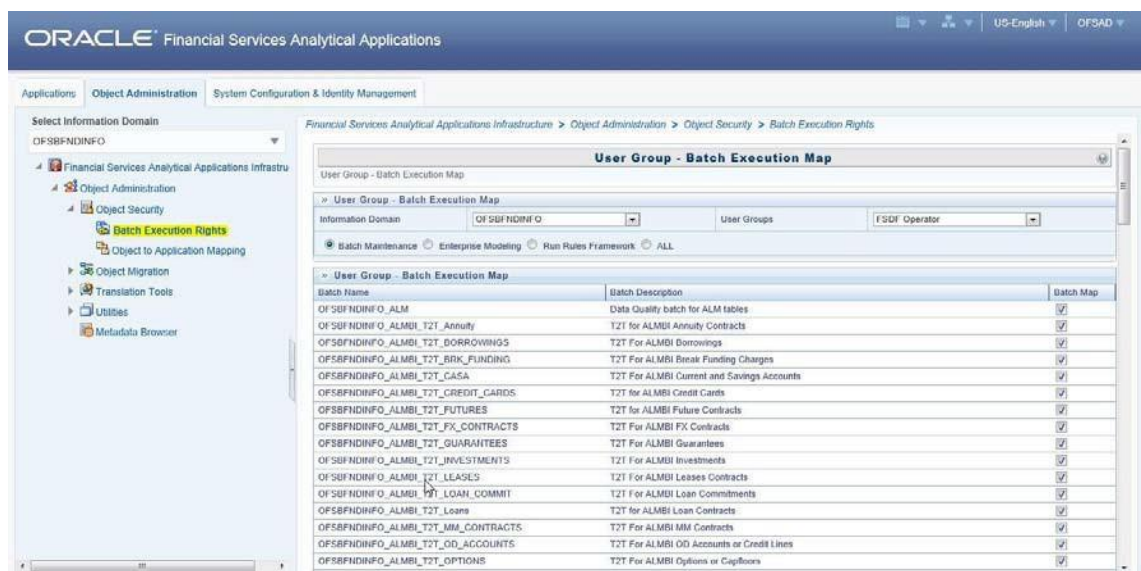 US-English OFSAD
ORACLE Financial Services Analytical Applications
Applications Object Administration System Configuration & Identity Management
Select Information Domain
OFSBFNDINFO
Financial Services Analytical Applications Infrastru
Object Administration
Object Security
Batch Execution Rights
Object to Application Mapping
Object Migration
Translation Tools
Utilities
Metadata Browser
Financial Services Analytical Applications Infrastructure > Object Administration > Object Security > Batch Execution Rights
User Group - Batch Execution Map
User Group - Batch Execution Map
» User Group - Batch Execution Map
Information Domain OFSBFNDINFO User Groups FSDF Operator
Batch Maintenance Enterprise Modeling Run Rules Framework ALL
» User Group - Batch Execution Map
Batch Name Batch Description Batch Map
OFSBFNDINFO_ALM Data Quality batch for ALM tables
OFSBFNDINFO_ALMBI_T2T_Annuity T2T for ALMBI Annuity Contracts
OFSBFNDINFO_ALMBI_T2T_BORROWINGS T2T For ALMBI Borrowings
OFSBFNDINFO_ALMBI_T2T_BRK_FUNDING T2T For ALMBI Break Funding Charges
OFSBFNDINFO_ALMBI_T2T_CASA T2T For ALMBI Current and Savings Accounts
OFSBFNDINFO_ALMBI_T2T_CREDIT_CARDS T2T for ALMBI Credit Cards
OFSBFNDINFO_ALMBI_T2T_FUTURES T2T for ALMBI Future Contracts
OFSBFNDINFO_ALMBI_T2T_FX_CONTRACTS T2T For ALMBI FX Contracts
OFSBFNDINFO_ALMBI_T2T_GUARANTEES T2T For ALMBI Guarantees
OFSBFNDINFO_ALMBI_T2T_INVESTMENTS T2T For ALMBI Investments
OFSBFNDINFO_ALMBI_T2T_LEASES T2T For ALMBI Leases Contracts
OFSBFNDINFO_ALMBI_T2T_LOAN_COMMIT T2T For ALMBI Loan Commitments
OFSBFNDINFO_ALMBI_T2T_Loans T2T for ALMBI Loan Contracts
OFSBFNDINFO_ALMBI_T2T_MM_CONTRACTS T2T For ALMBI MM Contracts
OFSBFNDINFO_ALMBI_T2T_OD_ACCOUNTS T2T For ALMBI OD Accounts or Credit Lines
OFSBFNDINFO_ALMBI_T2T_OPTIONS T2T For ALMBI Options or Capfloors